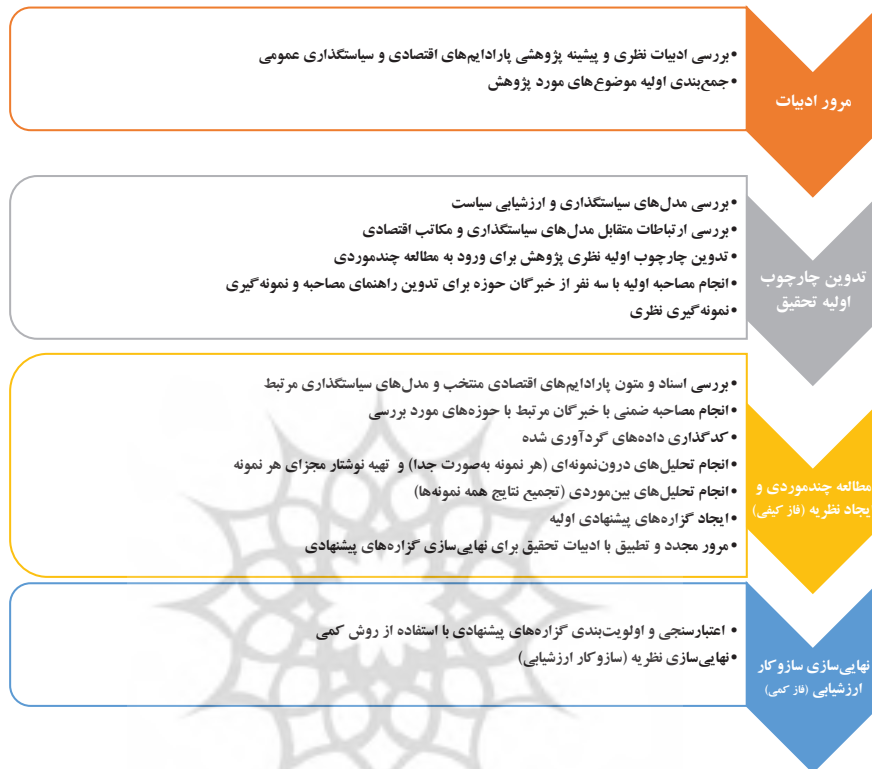 مرور ادبیات
•بررسی ادبیات نظری و پیشینه پژوهشی پارادایم‌های اقتصادی و سیاستگذاری عمومی
•جمع‌بندی اولیه موضوع‌های مورد پژوهش
تدوین چارچوب
اولیه تحقیق
•بررسی مدل‌های سیاستگذاری و ارزشیابی سیاست
•بررسی ارتباطات متقابل مدل‌های سیاستگذاری و مکاتب اقتصادی
•تدوین چارچوب اولیه نظری پژوهش برای ورود به مطالعه چندموردی
•انجام مصاحبه اولیه با سه نفر از خبرگان حوزه برای تدوین راهنمای مصاحبه و نمونه‌گیری
•نمونه‌گیری نظری
مطالعه چندموردی و
یجاد نظریه (فاز کیفی)
•بررسی اسناد و متون پارادایم‌های اقتصادی منتخب و مدل‌های سیاستگذاری مرتبط
•انجام مصاحبه ضمنی با خبرگان مرتبط با حوزه‌های مورد بررسی
•کدگذاری داده‌های گردآوری شده
•انجام تحلیل‌های درون‌نمونه‌ای (هر نمونه به‌صورت جدا) و تهیه نوشتار مجزای هر نمونه
•انجام تحلیل‌های بین‌موردی (تجمیع نتایج همه نمونه‌ها)
•ایجاد گزاره‌های پیشنهادی اولیه
•مرور مجدد و تطبیق با ادبیات تحقیق برای نهایی‌سازی گزاره‌های پیشنهادی
نهایی‌سازی سازوکار
ارزشیابی (فاز کمی)
• اعتبارسنجی و اولویت‌بندی گزاره‌های پیشنهادی با استفاده از روش کمی
•نهایی‌سازی نظریه (سازوکار ارزشیابی)